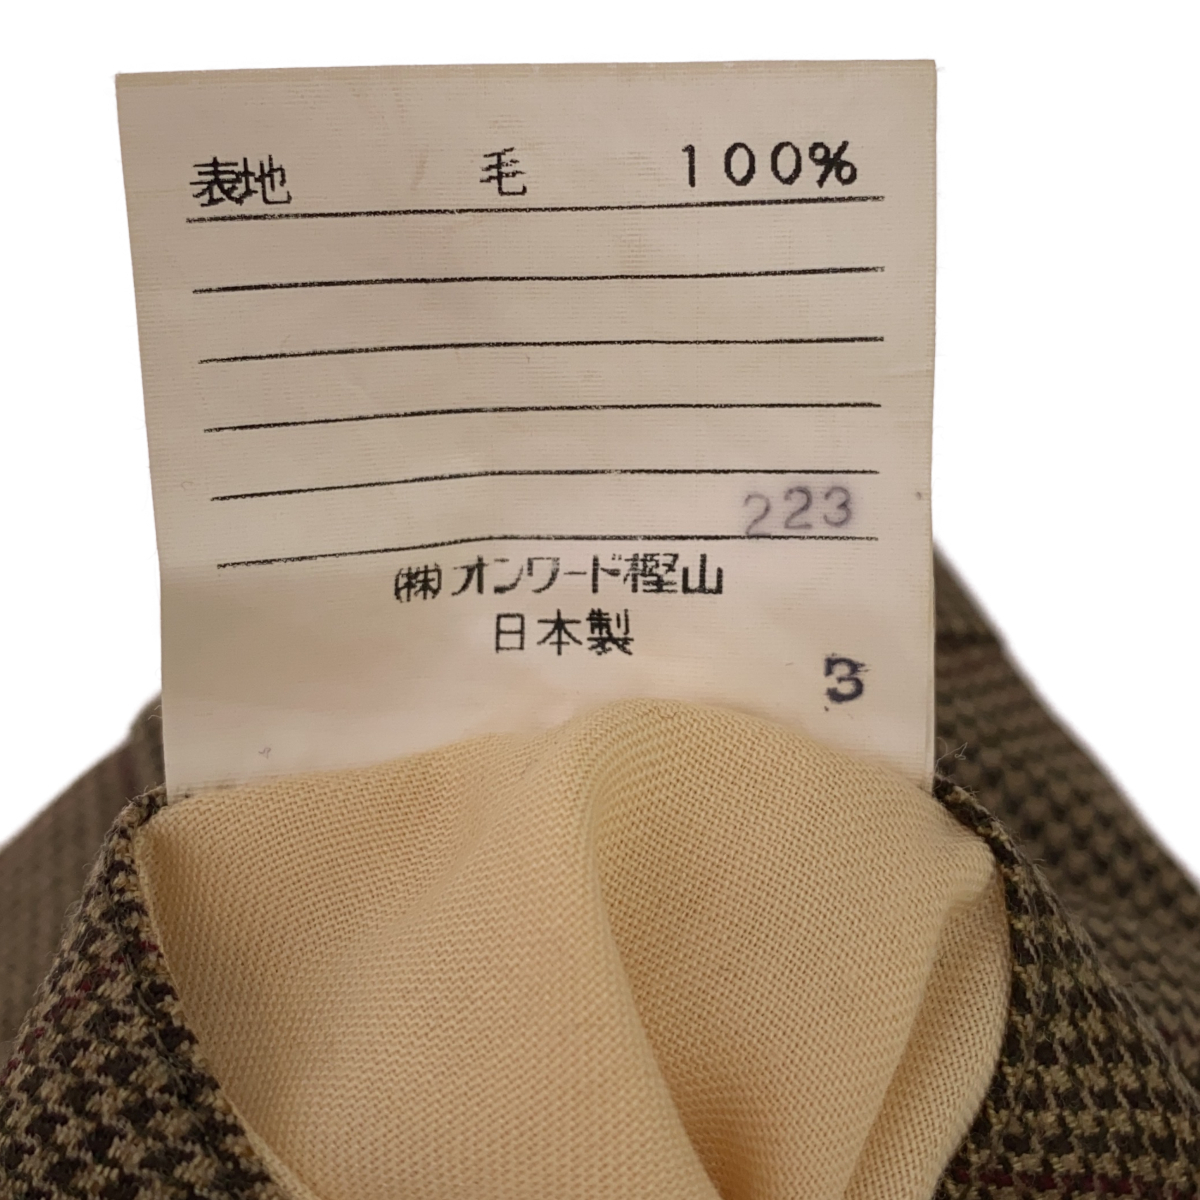 表地 毛 100%
223
㈱オンワード樫山
日本製
3